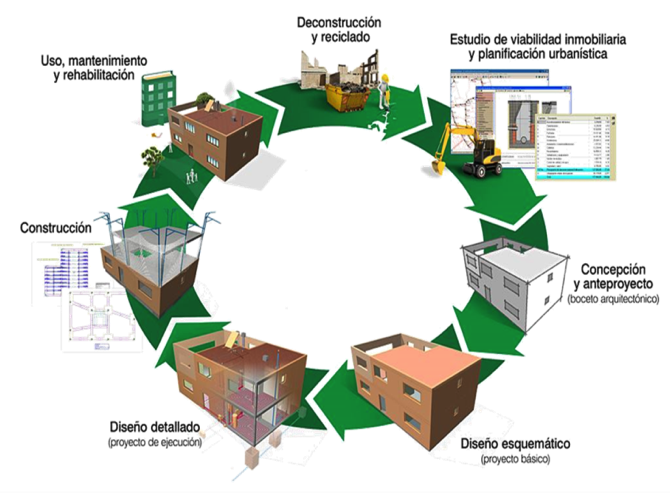 Deconstrucción
y reciclado
Estudio de viabilidad inmobiliaria
y planificación urbanística
Uso, mantenimiento
y rehabilitación
Construcción
Concepción
y anteproyecto
(boceto arquitectónico)
Diseño detallado
(proyecto de ejecución)
Diseño esquemático
(proyecto básico)